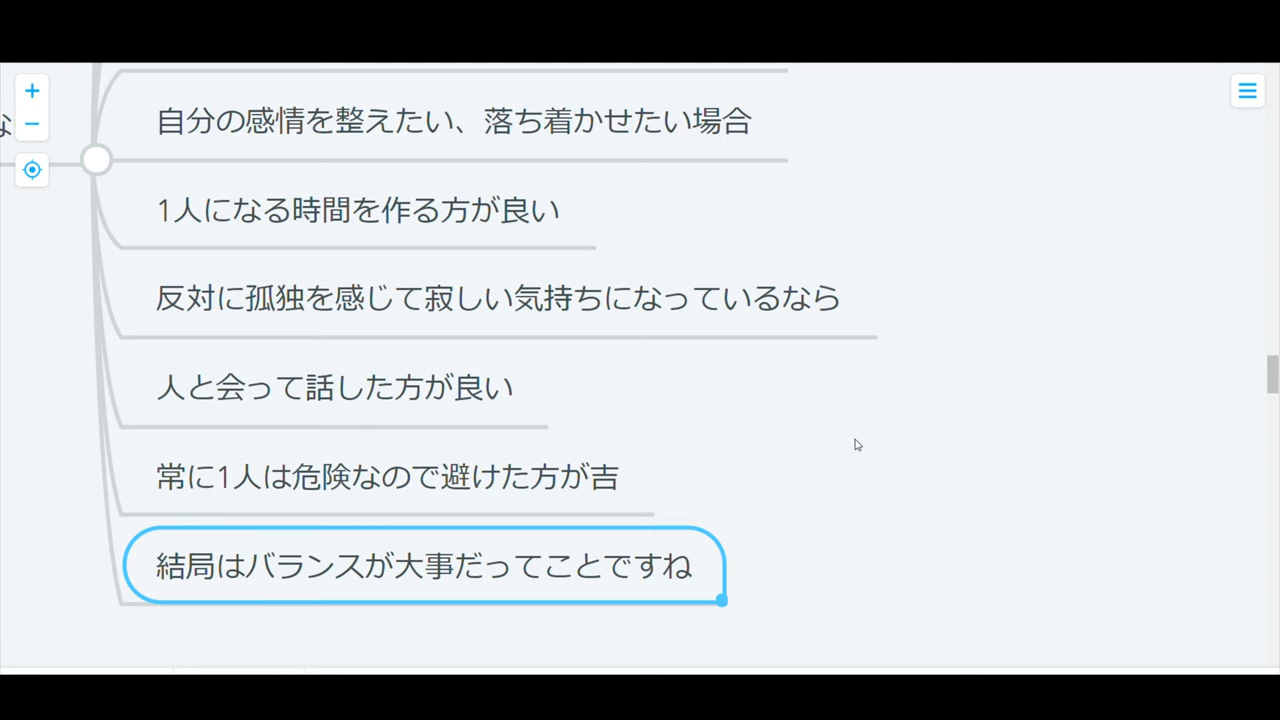 な
自分の感情を整えたい、落ち着かせたい場合
1人になる時間を作る方が良い
反対に孤独を感じて寂しい気持ちになっているなら
人と会って話した方が良い
常に1人は危険なので避けた方が吉
結局はバランスが大事だってことですね